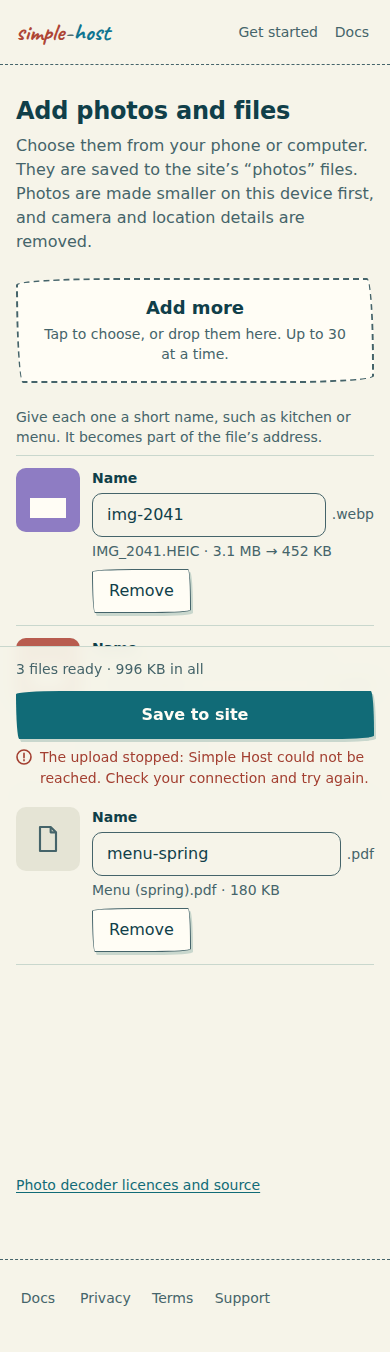 simple-host
Get started
Docs
Add photos and files
Choose them from your phone or computer.
They are saved to the site’s “photos” files.
Photos are made smaller on this device first,
and camera and location details are
removed.
Add more
Tap to choose, or drop them here. Up to 30
at a time.
Give each one a short name, such as kitchen or
menu. It becomes part of the file’s address.
Name
img-2041 .webp
IMG_2041.HEIC · 3.1 MB → 452 KB
Remove
Name
3 files ready · 996 KB in all
Save to site
The upload stopped: Simple Host could not be
reached. Check your connection and try again.
Name
menu-spring .pdf
Menu (spring).pdf · 180 KB
Remove
Photo decoder licences and source
Docs
Privacy
Terms
Support